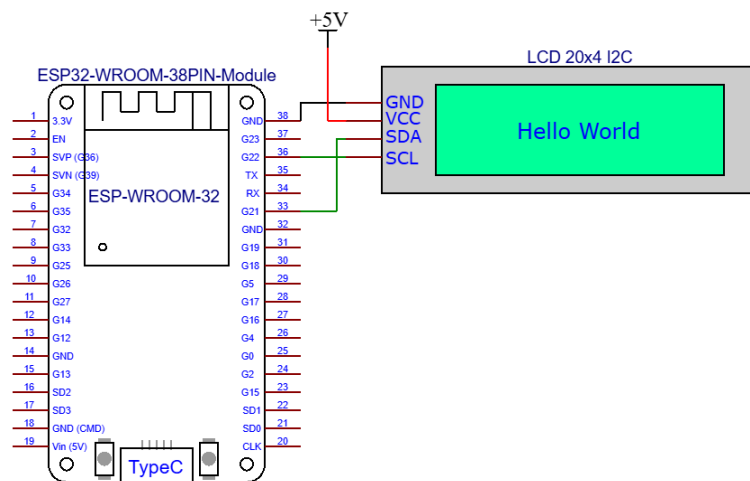 +5V
LCD 20x4 I2C
ESP32-WROOM-38PIN-Module
GND
VCC
SDA
SCL
Hello World
ESP-WROOM-32
1 3.3V
2 EN
3 SVP (G36)
4 SVN (G39)
5 G34
6 G35
7 G32
8 G33
9 G25
10 G26
11 G27
12 G14
13 G12
14 GND
15 G13
16 SD2
17 SD3
18 GND (CMD)
19 Vin (5V)
GND 38
G23 37
G22 36
TX 35
RX 34
G21 33
GND 32
G19 31
G18 30
G5 29
G17 28
G16 27
G4 26
G0 25
G2 24
G15 23
SD1 22
SD0 21
CLK 20
TypeC